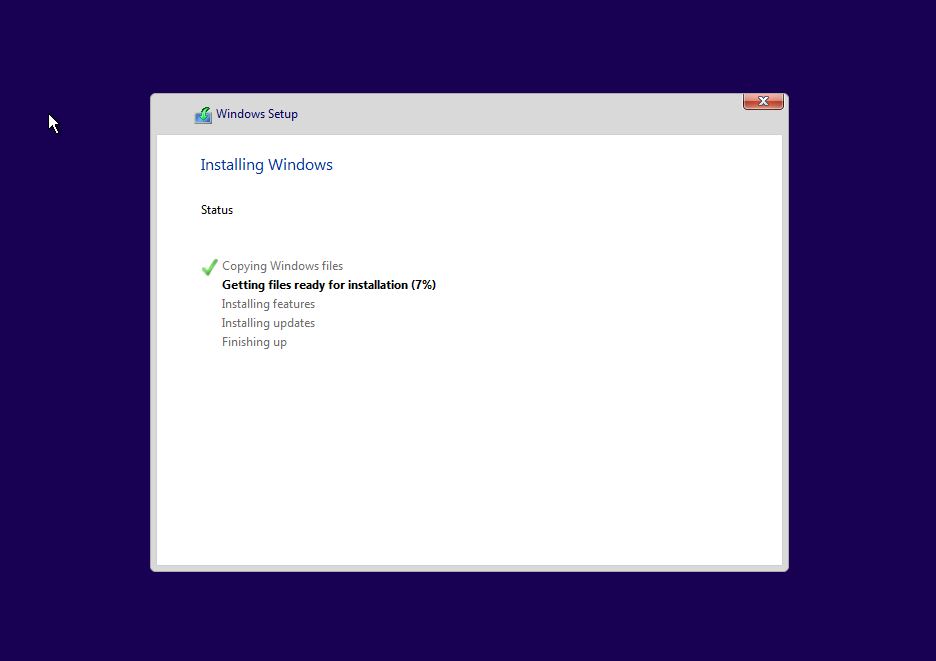 Windows Setup
Installing Windows
Status
Copying Windows files
Getting files ready for installation (7%)
Installing features
Installing updates
Finishing up